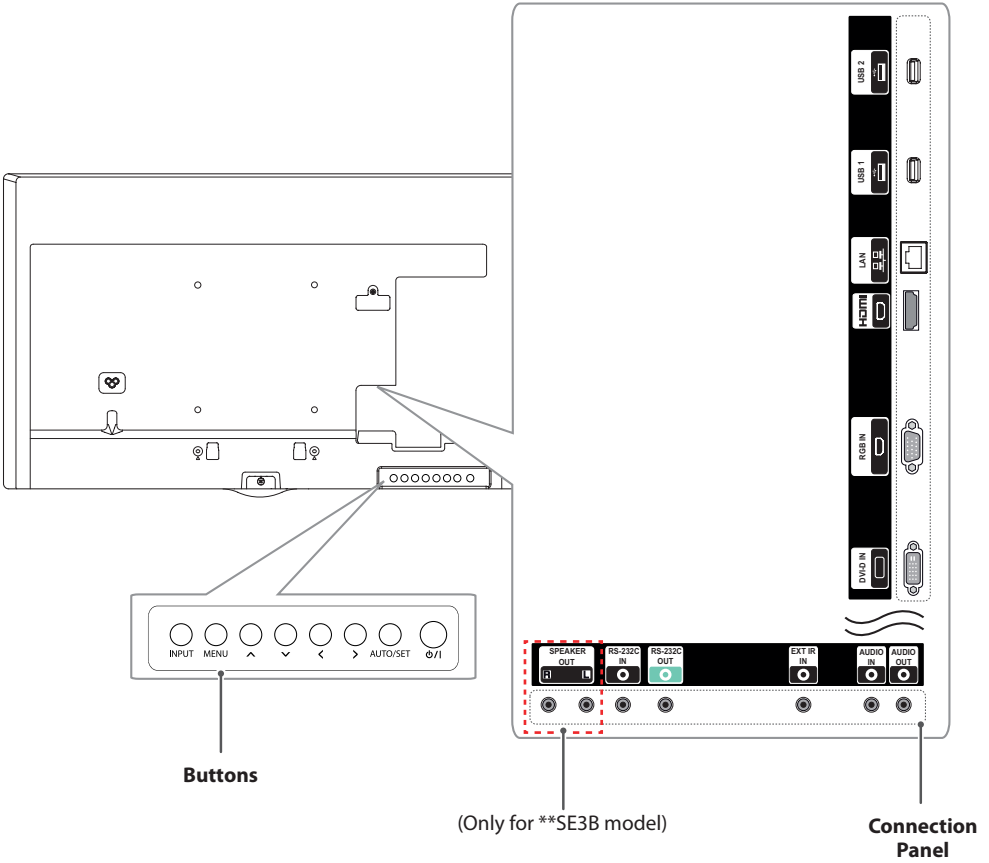 USB 2
USB 1
LAN
HDMI
RGB IN
DVI-D IN
SPEAKER
OUT
R L
RS-232C
IN
RS-232C
OUT
EXT IR
IN
AUDIO
IN
AUDIO
OUT
INPUT MENU AUTO/SET
Buttons
(Only for **SE3B model)
Connection
Panel